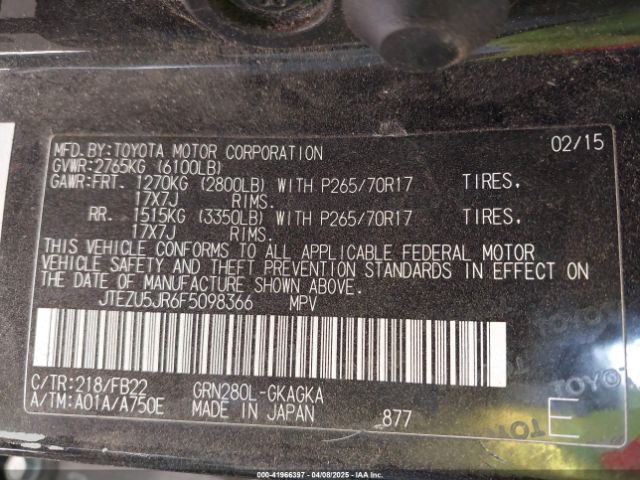 MFD.BY:TOYOTA MOTOR CORPORATION 02/15
GVWR:2765KG (6100LB)
GAWR:FRT. 1270KG (2800LB) WITH P265/70R17 TIRES,
17X7J RIMS.
RR. 1515KG (3350LB) WITH P265/70R17 TIRES,
17X7J RIMS.
THIS VEHICLE CONFORMS TO ALL APPLICABLE FEDERAL MOTOR
VEHICLE SAFETY AND THEFT PREVENTION STANDARDS IN EFFECT ON
THE DATE OF MANUFACTURE SHOWN ABOVE.
JTEZU5JR6F5098366 MPV
C/TR:218/FB22 GRN280L-GKAGKA
A/TM:A01A/A750E MADE IN JAPAN 877 E
000-41966397 04/08/2025 IAAI.COM